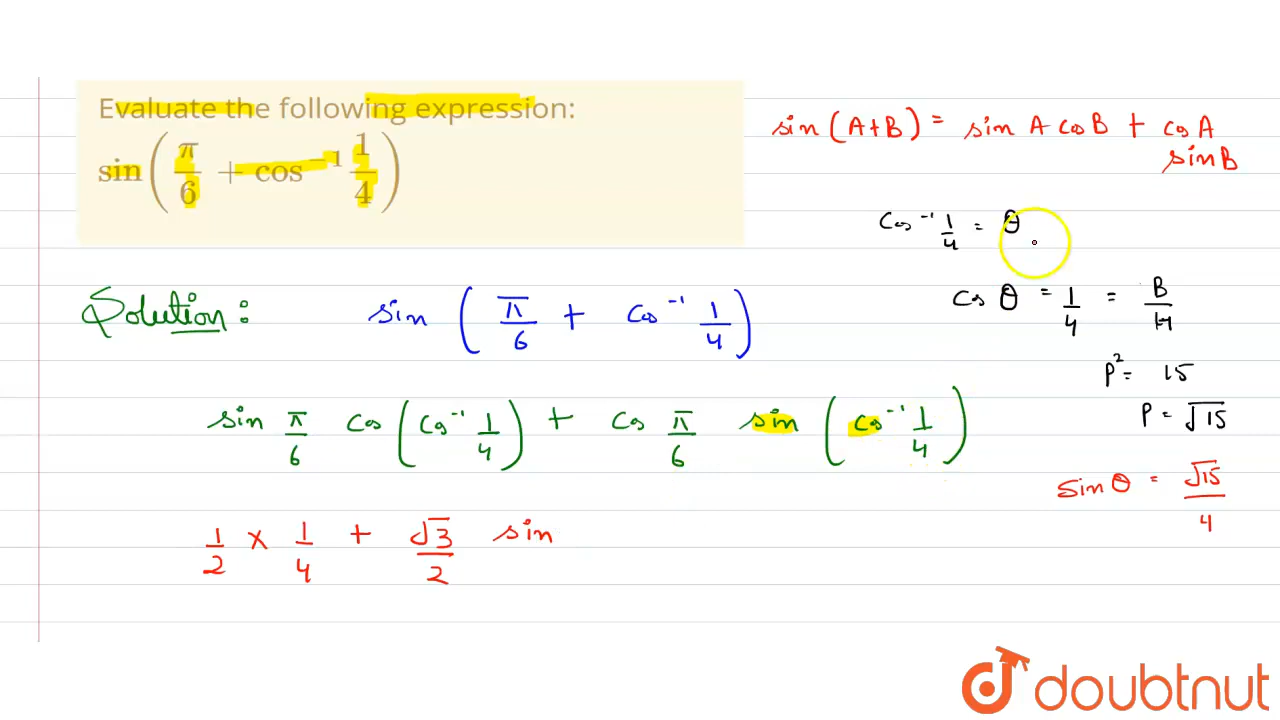 Evaluate the following expression:
sin(π/6 + cos⁻¹ 1/4)
sin (A+B) = sin A cos B + cos A
sin B
cos⁻¹ 1/4 = θ
Solution: sin (π/6 + cos⁻¹ 1/4)
cos θ = 1/4 = B/H
P² = 15
P = √15
sin π/6 cos (cos⁻¹ 1/4) + cos π/6 sin (cos⁻¹ 1/4)
sin θ = √15/4
1/2 × 1/4 + √3/2 sin
doubtnut